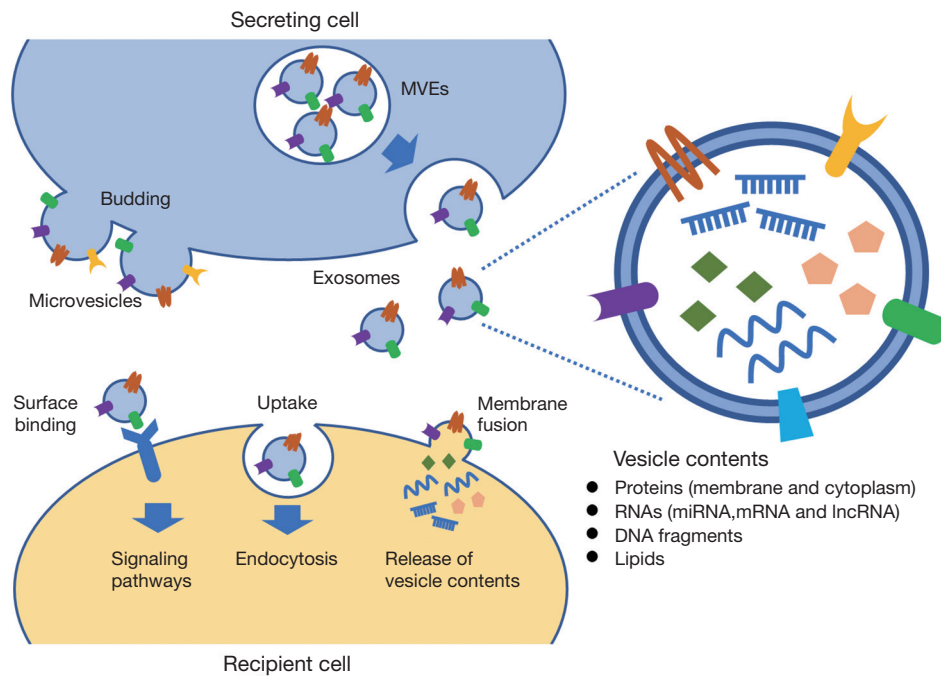 Secreting cell
MVEs
Budding
Exosomes
Microvesicles
Surface
binding
Uptake
Membrane
fusion
Signaling
pathways
Endocytosis
Release of
vesicle contents
Recipient cell
Vesicle contents
● Proteins (membrane and cytoplasm)
● RNAs (miRNA,mRNA and lncRNA)
● DNA fragments
● Lipids